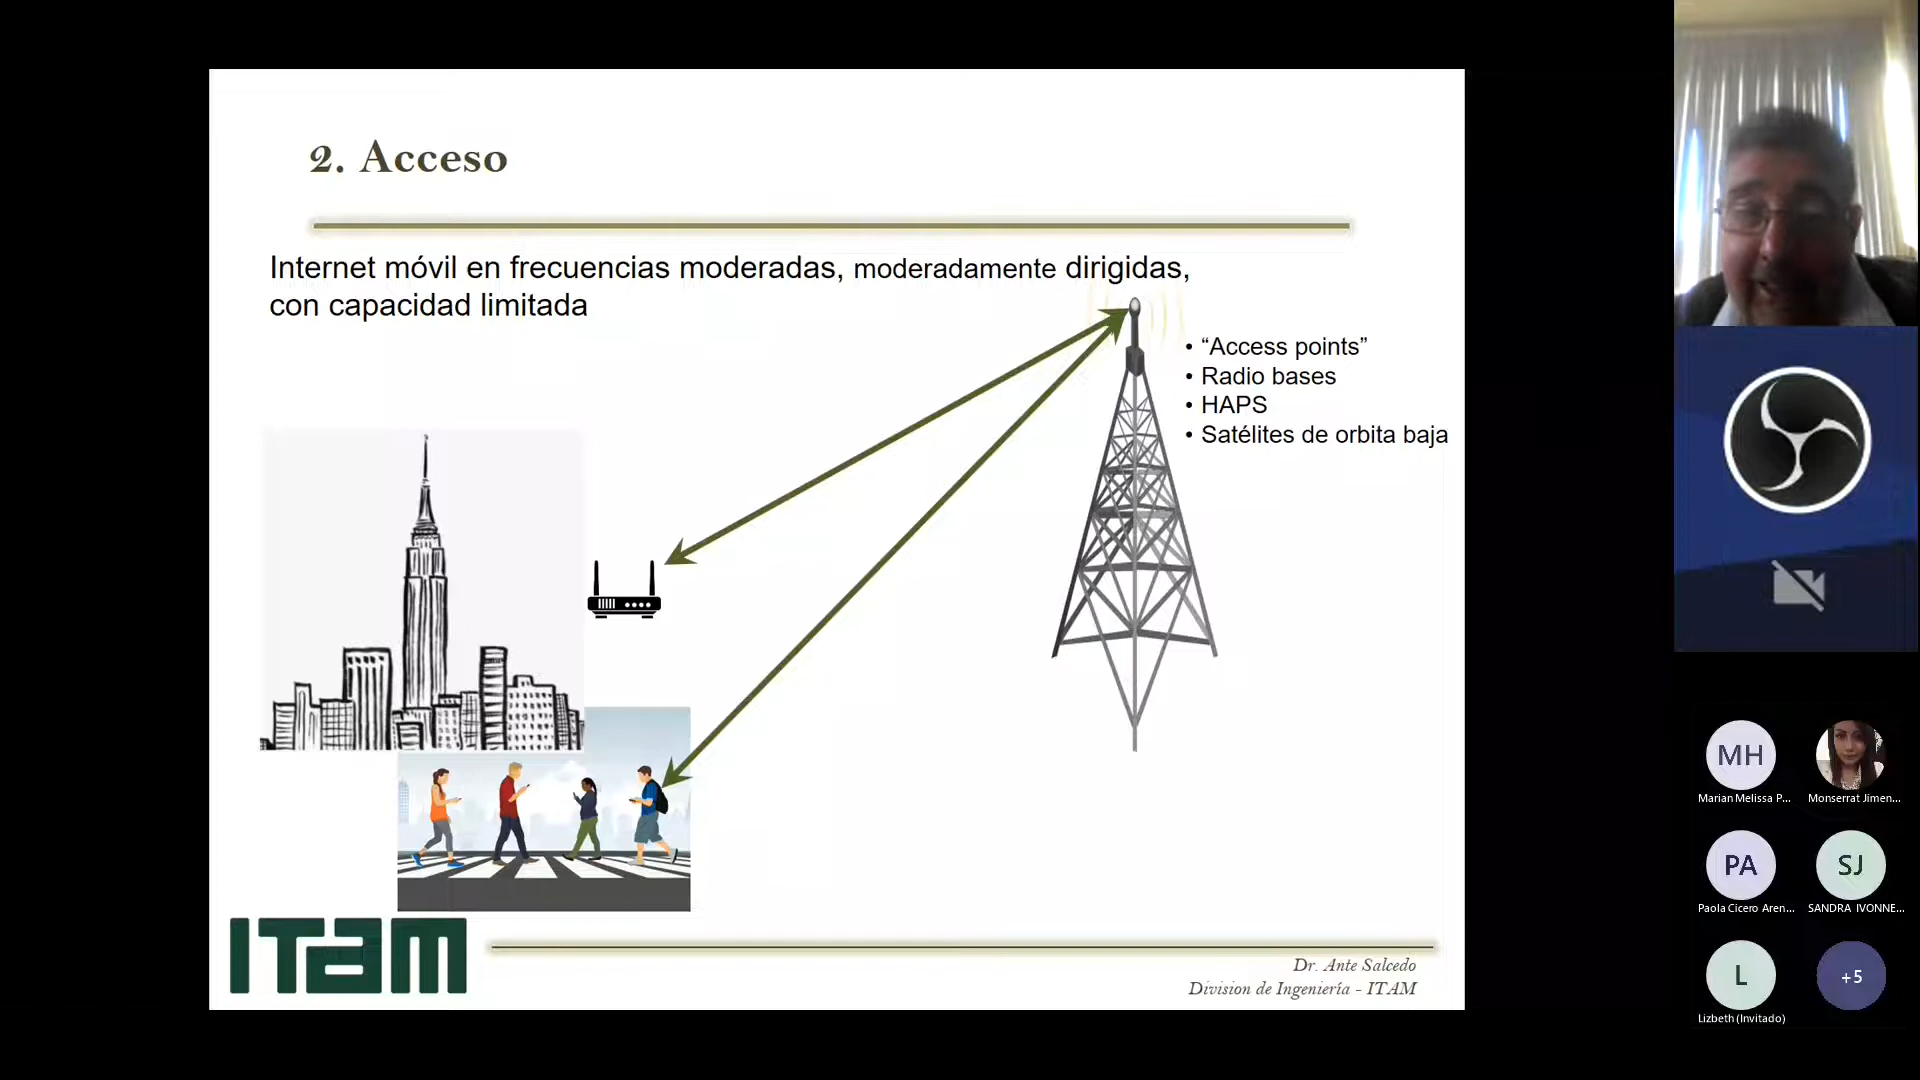 2. Acceso
Internet móvil en frecuencias moderadas, moderadamente dirigidas,
con capacidad limitada
• “Access points”
• Radio bases
• HAPS
• Satélites de orbita baja
ITAM
Dr. Ante Salcedo
Division de Ingeniería - ITAM
MH
Marian Melissa P...
Monserrat Jimen...
PA
Paola Cicero Aren...
SJ
SANDRA IVONNE...
L
Lizbeth (Invitado)
+5